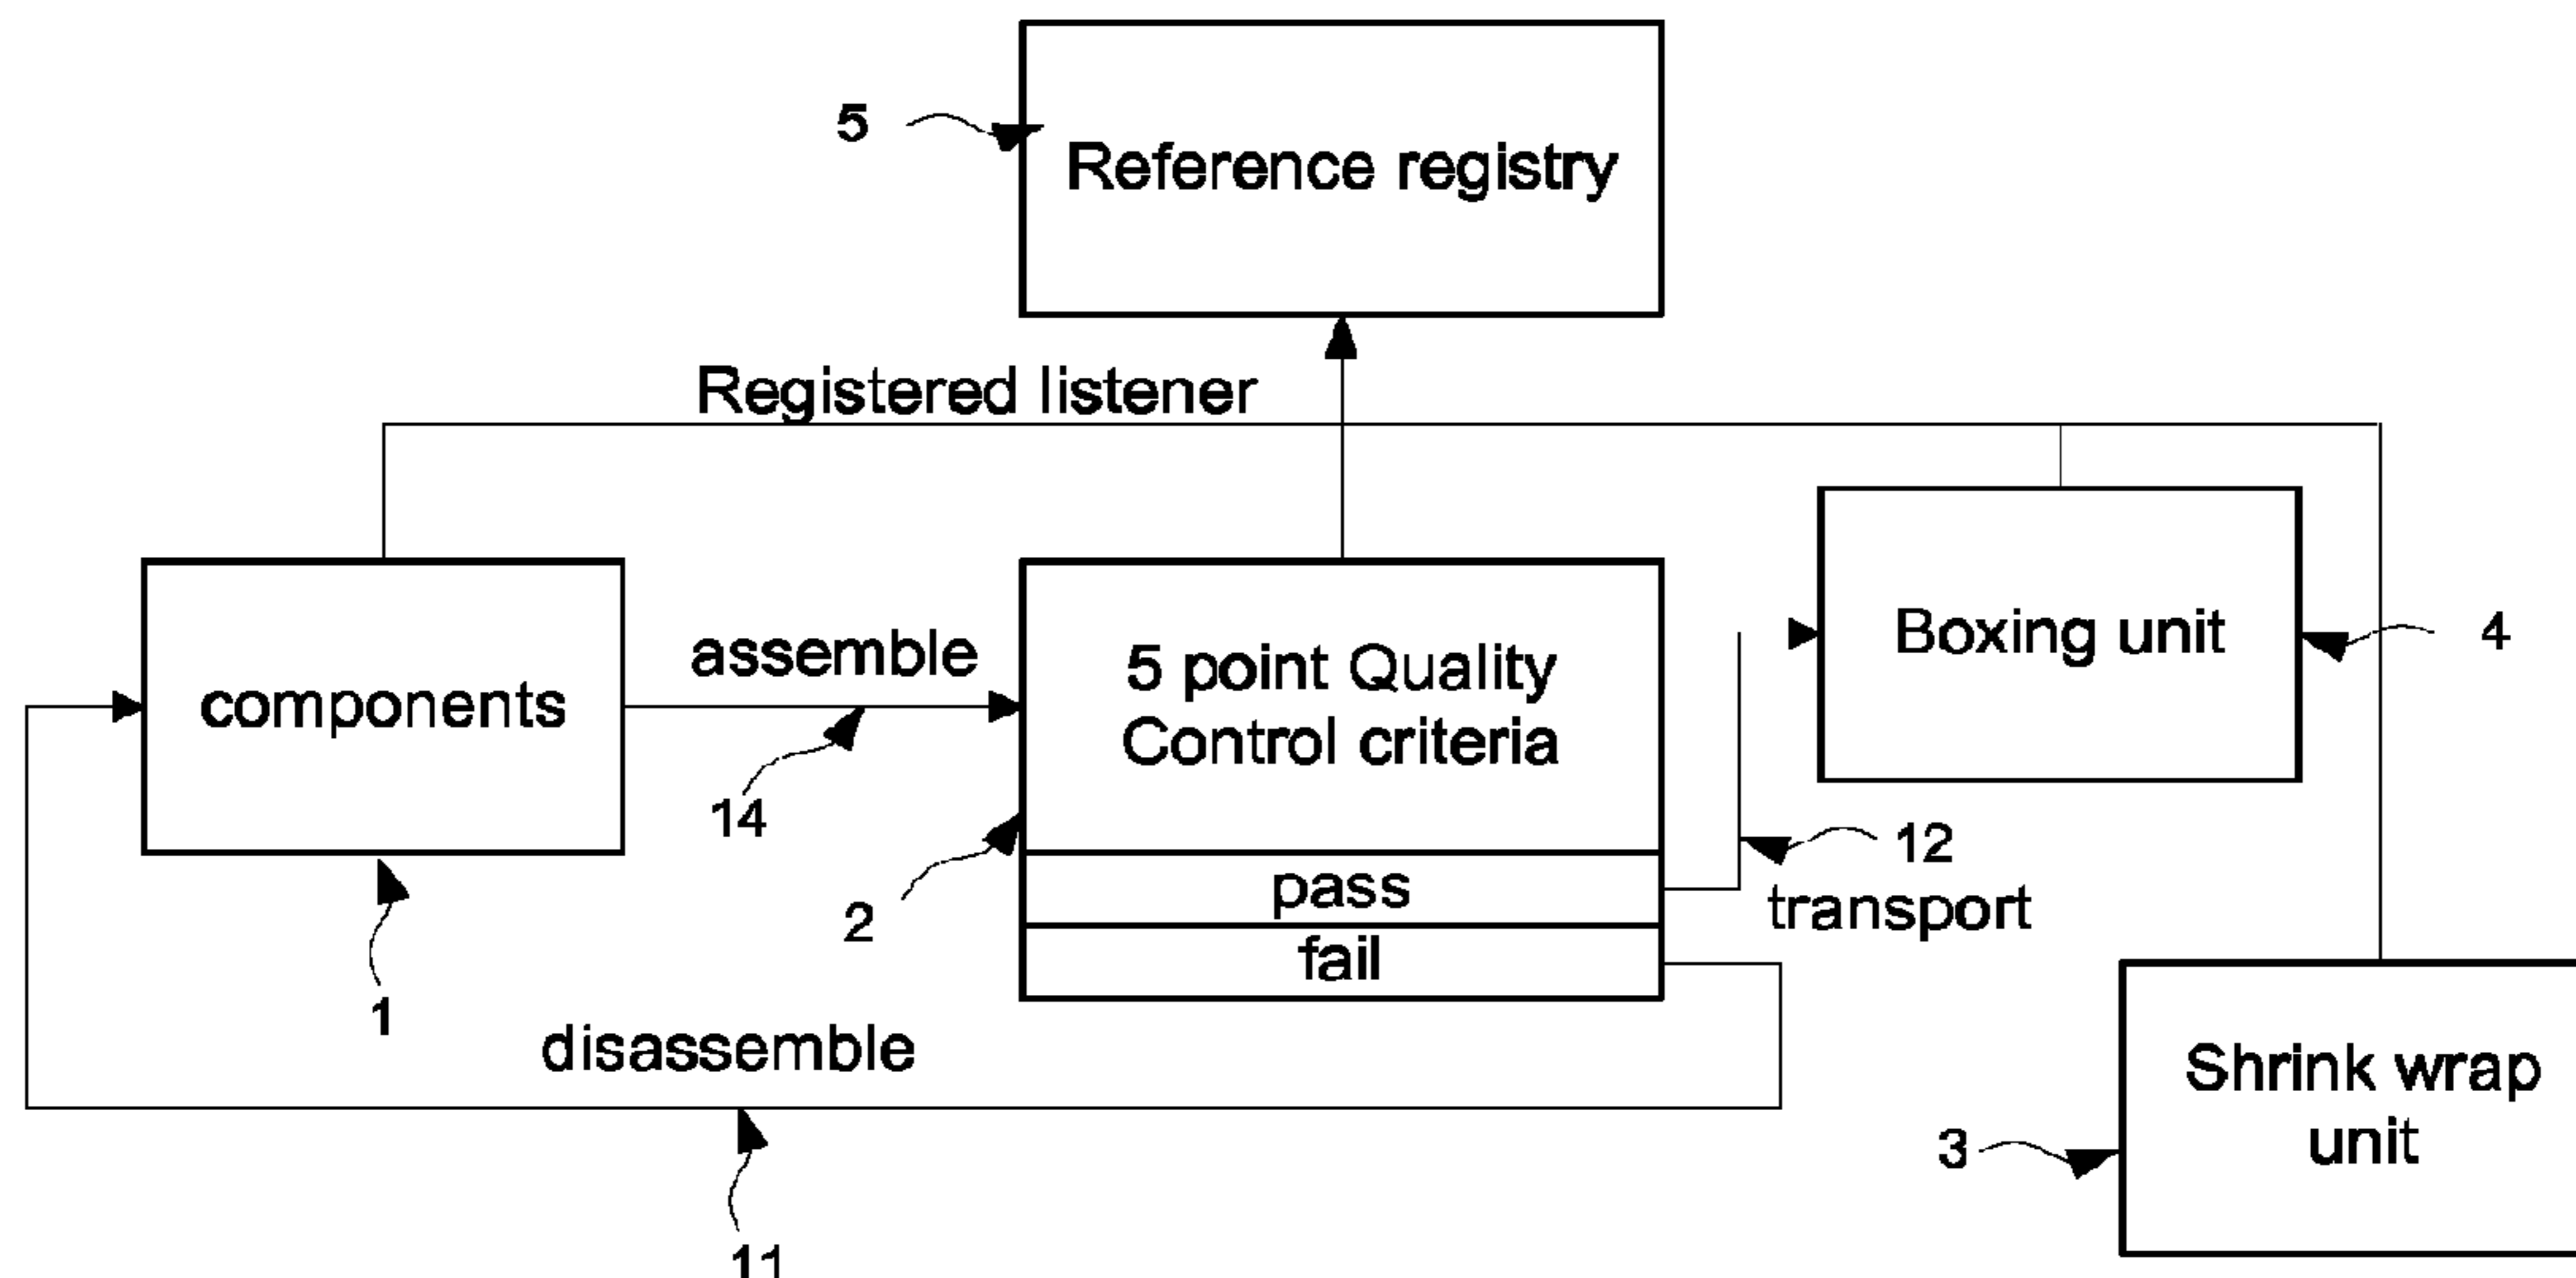 5
Reference registry
Registered listener
components
assemble
5 point Quality
Control criteria
Boxing unit
4
14
2
pass
12
transport
fail
1
disassemble
Shrink wrap
unit
3
11